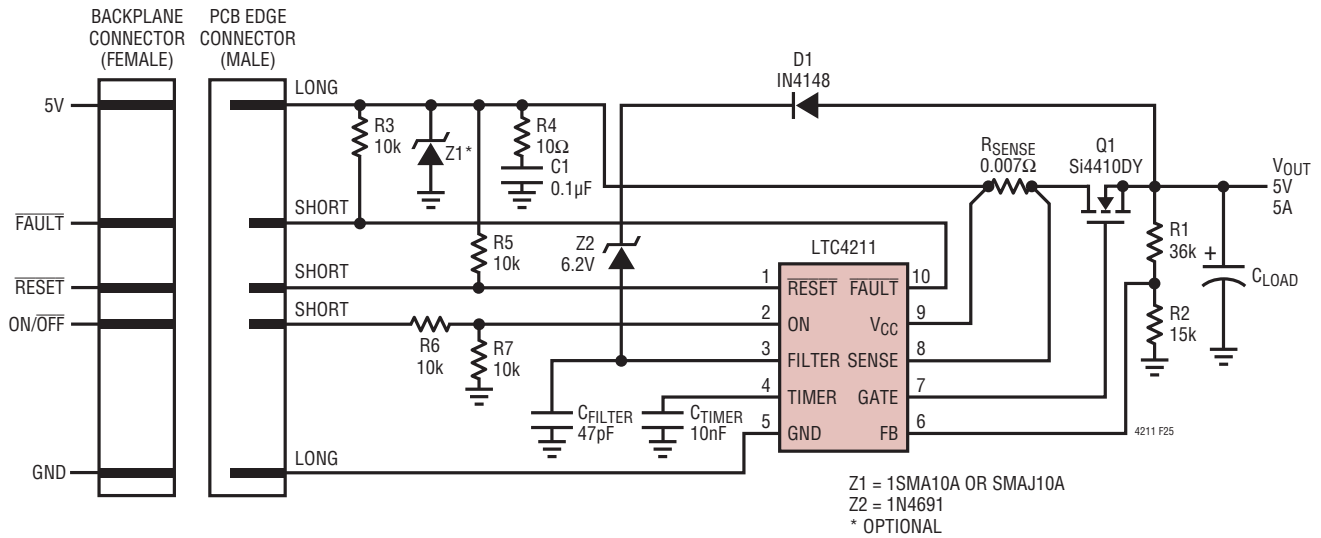 BACKPLANE
CONNECTOR
(FEMALE)
PCB EDGE
CONNECTOR
(MALE)
5V
FAULT
RESET
ON/OFF
GND
LONG
SHORT
SHORT
SHORT
LONG
R3
10k
Z1*
R4
10Ω
C1
0.1µF
R5
10k
R6
10k
R7
10k
D1
IN4148
Z2
6.2V
RSENSE
0.007Ω
Q1
Si4410DY
VOUT
5V
5A
R1
36k
R2
15k
+
CLOAD
CFILTER
47pF
CTIMER
10nF
LTC4211
1 RESET FAULT 10
2 ON VCC 9
3 FILTER SENSE 8
4 TIMER GATE 7
5 GND FB 6
4211 F25
Z1 = 1SMA10A OR SMAJ10A
Z2 = 1N4691
* OPTIONAL